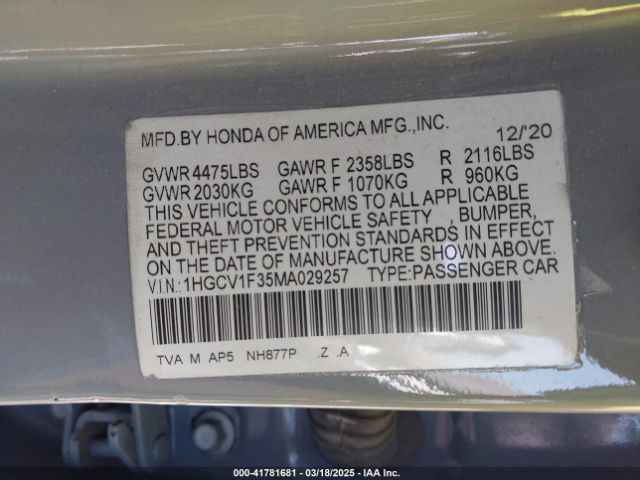 MFD.BY HONDA OF AMERICA MFG.,INC. 12/'20
GVWR 4475LBS GAWR F 2358LBS R 2116LBS
GVWR 2030KG GAWR F 1070KG R 960KG
THIS VEHICLE CONFORMS TO ALL APPLICABLE
FEDERAL MOTOR VEHICLE SAFETY , BUMPER,
AND THEFT PREVENTION STANDARDS IN EFFECT
ON THE DATE OF MANUFACTURE SHOWN ABOVE.
V.I.N.: 1HGCV1F35MA029257 TYPE:PASSENGER CAR
TVA M AP5 NH877P .Z .A
000-41781681 | 03/18/2025 | IAA Inc.